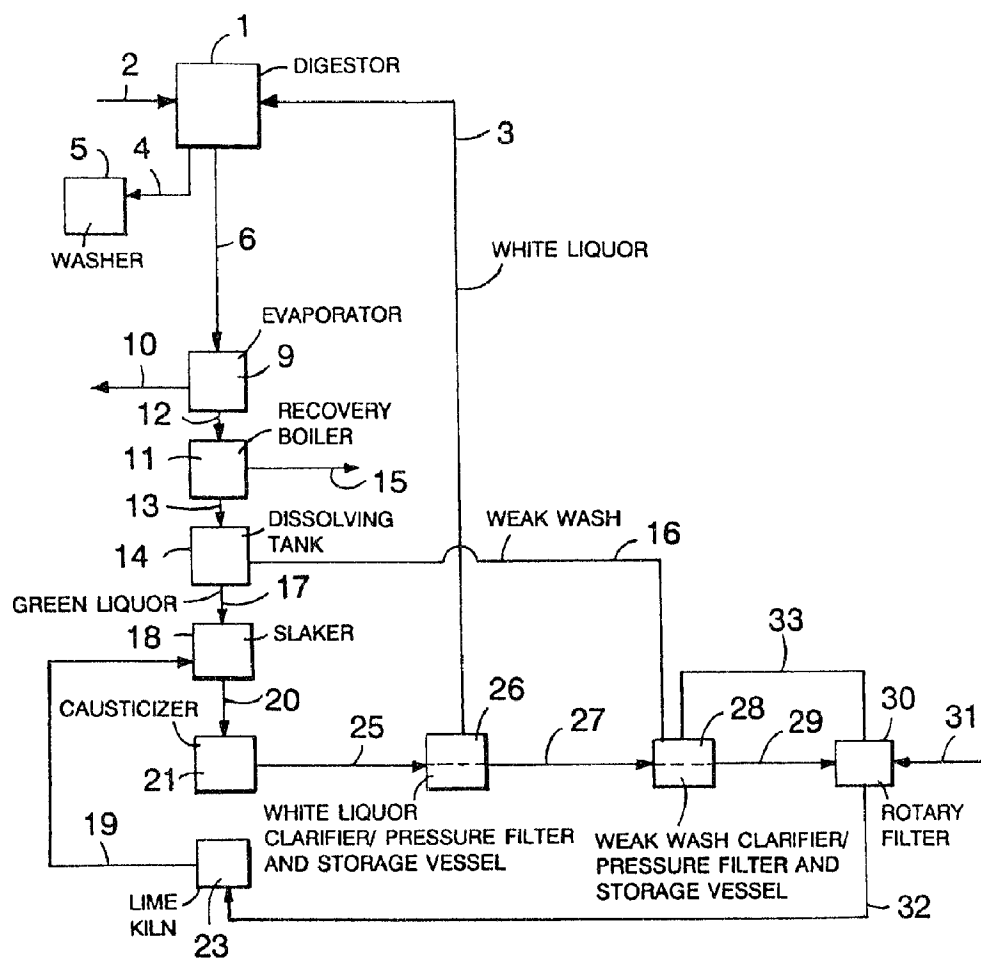 1
DIGESTOR
2
3
5
4
WASHER
6
WHITE LIQUOR
EVAPORATOR
10
9
12
RECOVERY
BOILER
11
15
13
DISSOLVING
TANK
14
WEAK WASH
16
GREEN LIQUOR
17
18
SLAKER
33
20
CAUSTICIZER
26
25
27
28
29
30
31
21
WHITE LIQUOR
CLARIFIER/ PRESSURE FILTER
AND STORAGE VESSEL
WEAK WASH CLARIFIER/
PRESSURE FILTER AND
STORAGE VESSEL
ROTARY
FILTER
19
LIME
KILN
23
32